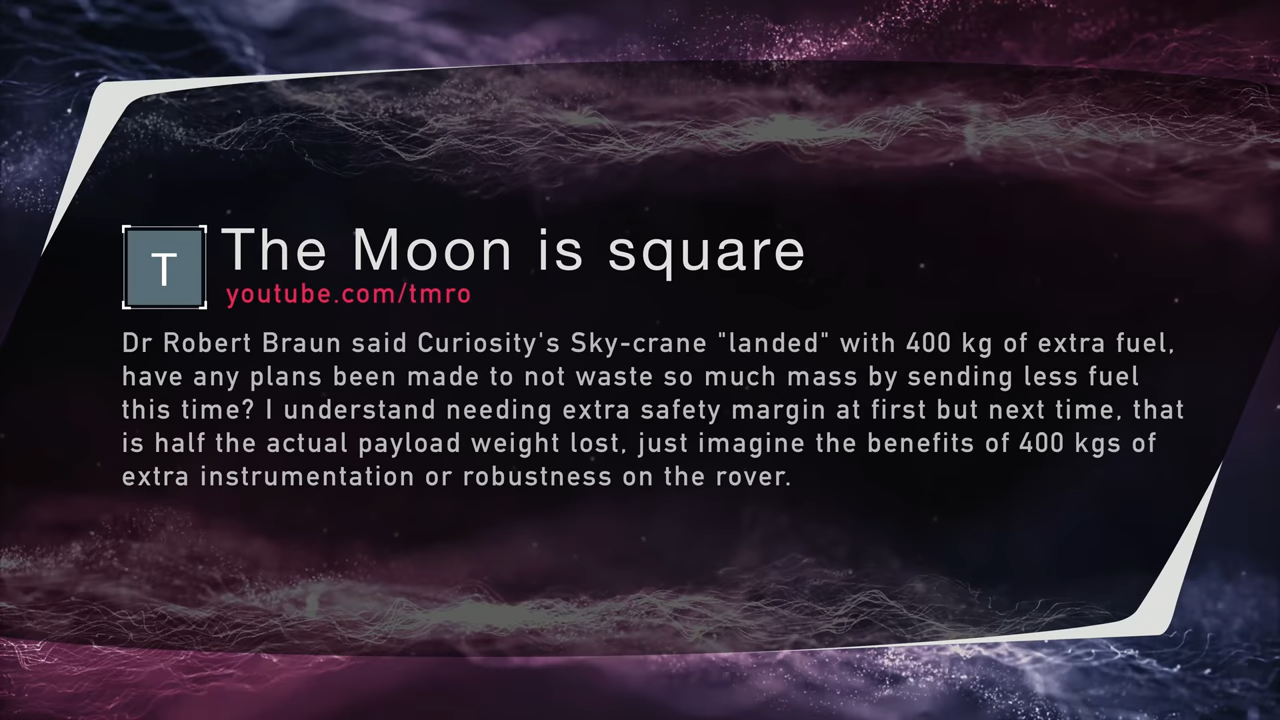 T
The Moon is square
youtube.com/tmro
Dr Robert Braun said Curiosity's Sky-crane "landed" with 400 kg of extra fuel,
have any plans been made to not waste so much mass by sending less fuel
this time? I understand needing extra safety margin at first but next time, that
is half the actual payload weight lost, just imagine the benefits of 400 kgs of
extra instrumentation or robustness on the rover.